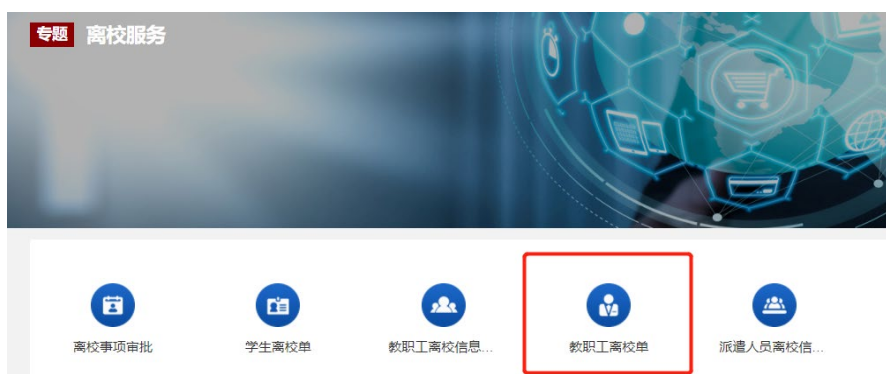 专题 离校服务
离校事项审批
学生离校单
教职工离校信息...
教职工离校单
派遣人员离校信...